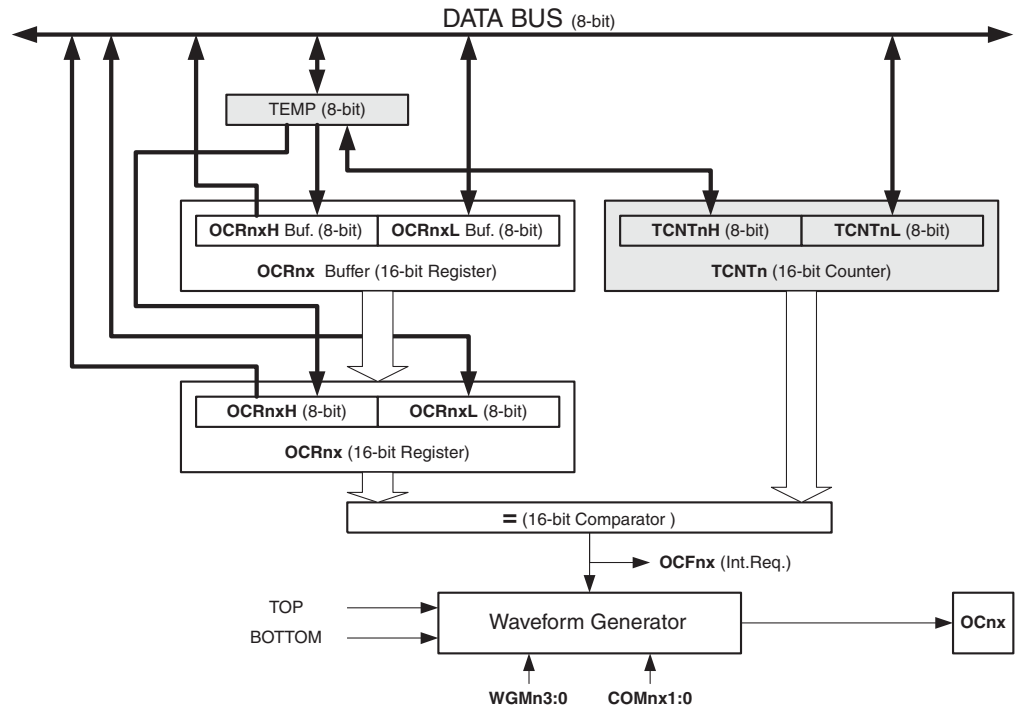 DATA BUS (8-bit)
TEMP (8-bit)
OCRnxH Buf. (8-bit) OCRnxL Buf. (8-bit)
OCRnx Buffer (16-bit Register)
TCNTnH (8-bit) TCNTnL (8-bit)
TCNTn (16-bit Counter)
OCRnxH (8-bit) OCRnxL (8-bit)
OCRnx (16-bit Register)
= (16-bit Comparator )
OCFnx (Int.Req.)
TOP
BOTTOM
Waveform Generator
OCnx
WGMn3:0 COMnx1:0